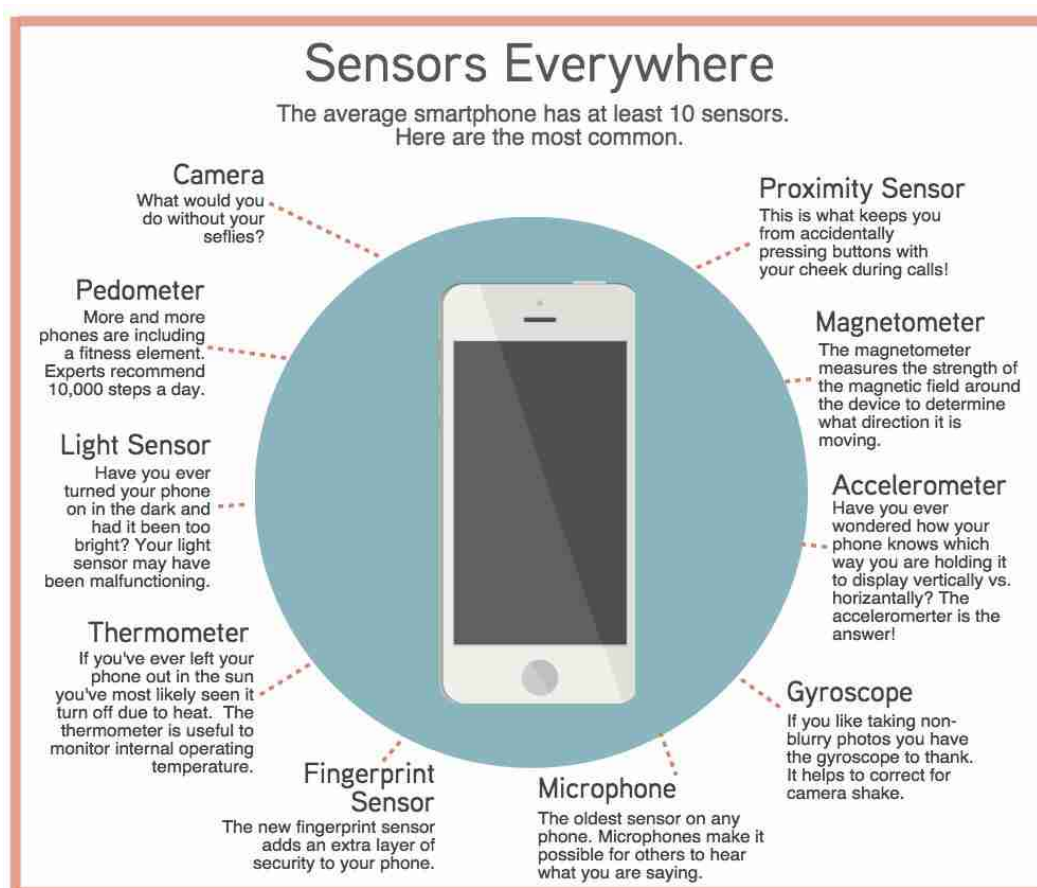 Sensors Everywhere
The average smartphone has at least 10 sensors.
Here are the most common.
Camera
What would you
do without your
seflies?
Pedometer
More and more
phones are including
a fitness element.
Experts recommend
10,000 steps a day.
Light Sensor
Have you ever
turned your phone
on in the dark and
had it been too
bright? Your light
sensor may have
been malfunctioning.
Thermometer
If you've ever left your
phone out in the sun
you've most likely seen it
turn off due to heat. The
thermometer is useful to
monitor internal operating
temperature.
Fingerprint
Sensor
The new fingerprint sensor
adds an extra layer of
security to your phone.
Proximity Sensor
This is what keeps you
from accidentally
pressing buttons with
your cheek during calls!
Magnetometer
The magnetometer
measures the strength of
the magnetic field around
the device to determine
what direction it is
moving.
Accelerometer
Have you ever
wondered how your
phone knows which
way you are holding it
to display vertically vs.
horizantally? The
acceleromerter is the
answer!
Gyroscope
If you like taking non-
blurry photos you have
the gyroscope to thank.
It helps to correct for
camera shake.
Microphone
The oldest sensor on any
phone. Microphones make it
possible for others to hear
what you are saying.